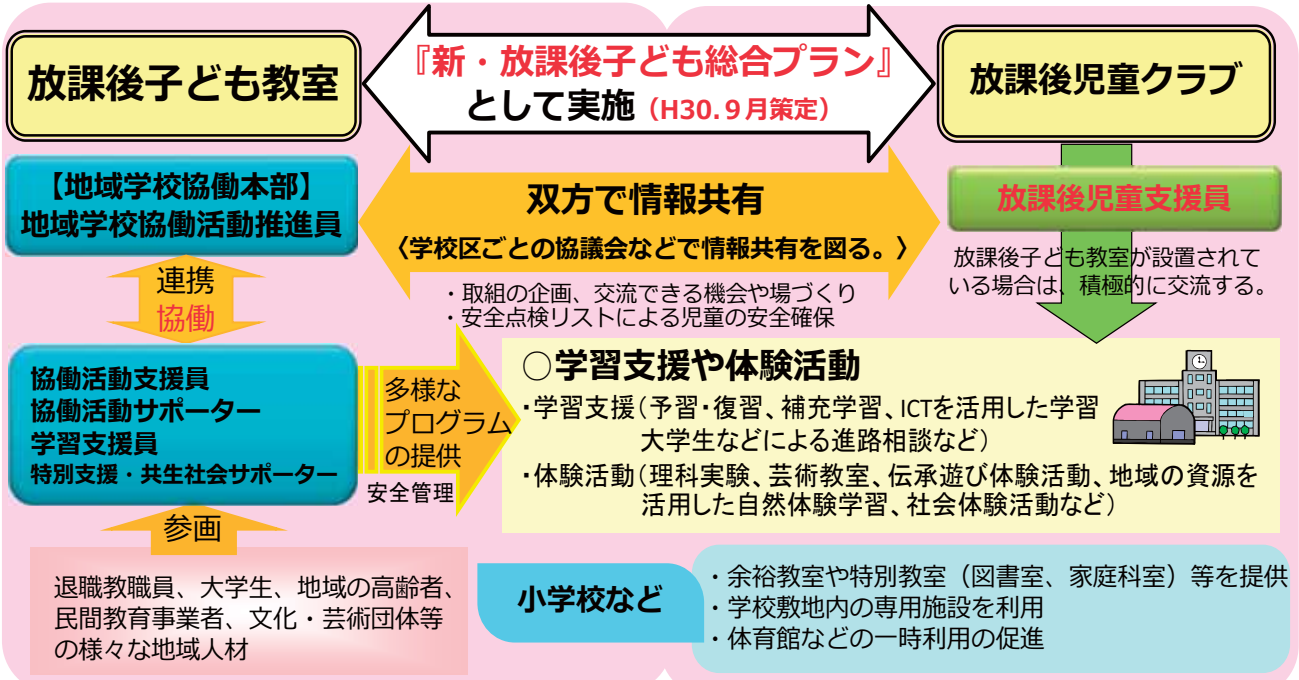 放課後子ども教室
『新・放課後子ども総合プラン』
として実施（H30.９月策定）
放課後児童クラブ
【地域学校協働本部】
地域学校協働活動推進員
双方で情報共有
〈学校区ごとの協議会などで情報共有を図る。〉
・取組の企画、交流できる機会や場づくり
・安全点検リストによる児童の安全確保
放課後児童支援員
放課後子ども教室が設置されて
いる場合は、積極的に交流する。
連携
協働
協働活動支援員
協働活動サポーター
学習支援員
特別支援・共生社会サポーター
多様な
プログラム
の提供
安全管理
○学習支援や体験活動
・学習支援（予習・復習、補充学習、ICTを活用した学習
大学生などによる進路相談など）
・体験活動（理科実験、芸術教室、伝承遊び体験活動、地域の資源を
活用した自然体験学習、社会体験活動など）
参画
退職教職員、大学生、地域の高齢者、
民間教育事業者、文化・芸術団体等
の様々な地域人材
小学校など
・余裕教室や特別教室（図書室、家庭科室）等を提供
・学校敷地内の専用施設を利用
・体育館などの一時利用の促進